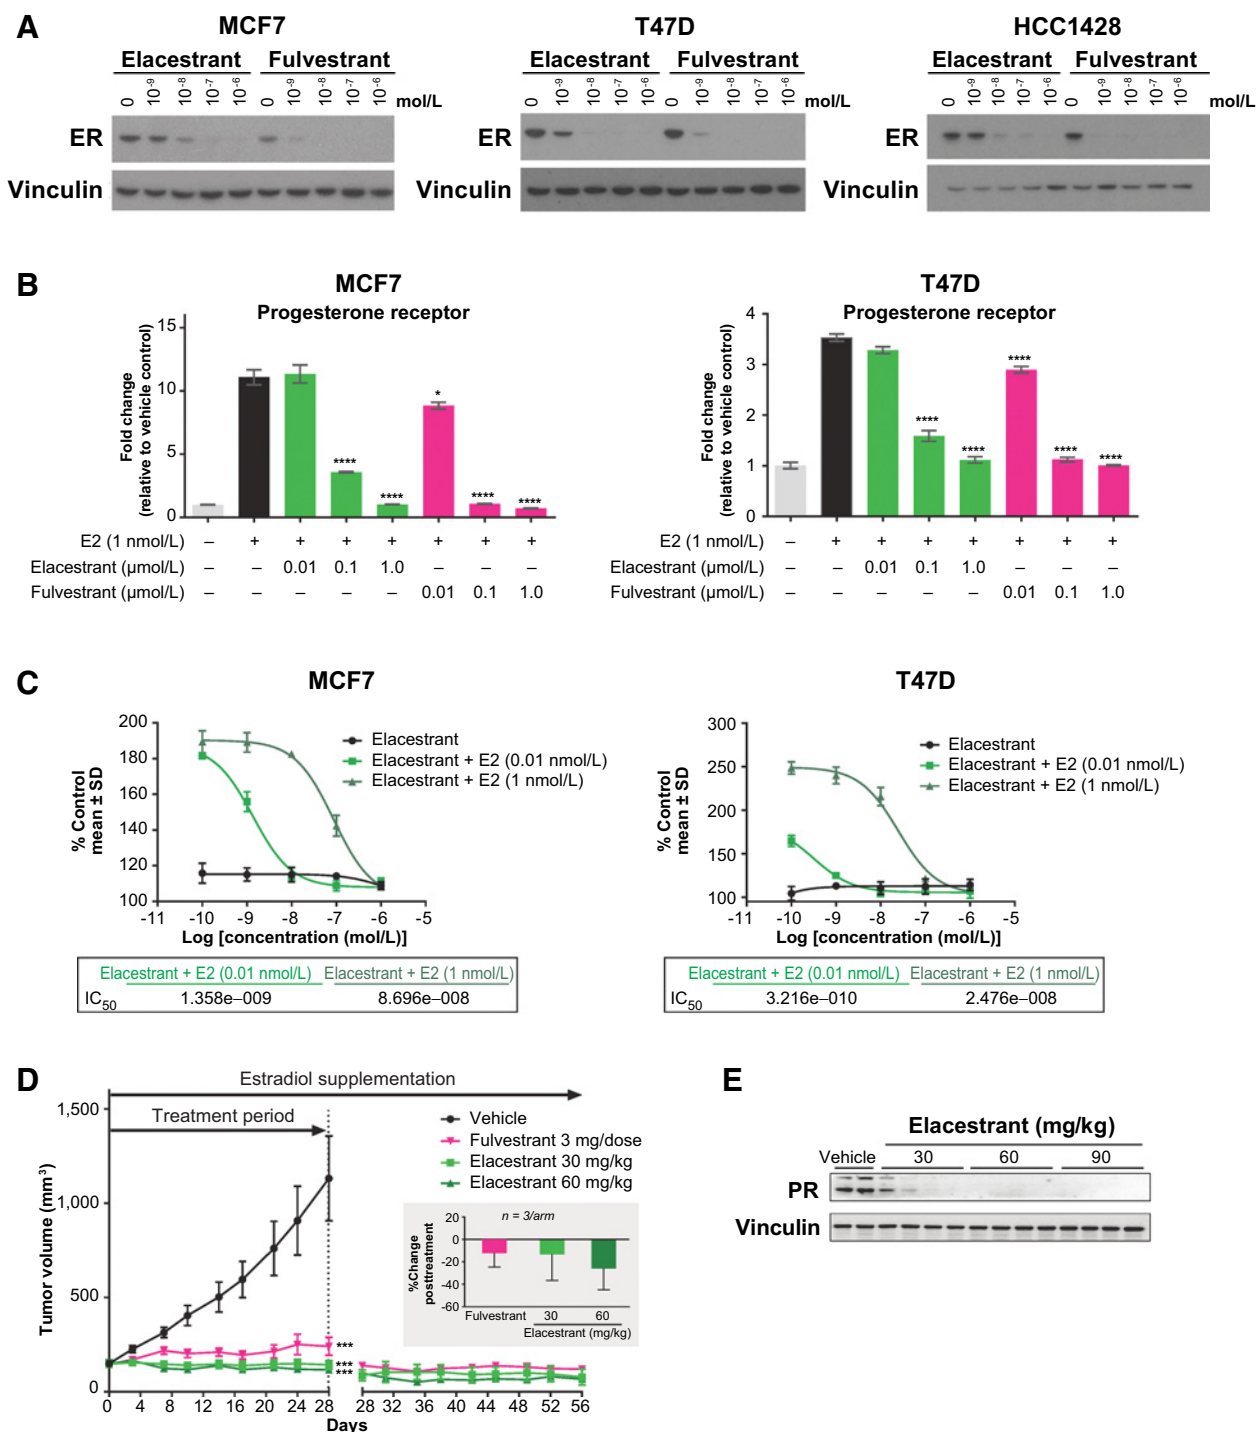 A
MCF7
T47D
HCC1428
Elacestrant Fulvestrant
Elacestrant Fulvestrant
Elacestrant Fulvestrant
0 10-9 10-8 10-7 10-6 0 10-9 10-8 10-7 10-6 mol/L
0 10-9 10-8 10-7 10-6 0 10-9 10-8 10-7 10-6 mol/L
0 10-9 10-8 10-7 10-6 0 10-9 10-8 10-7 10-6 mol/L
ER
ER
ER
Vinculin
Vinculin
Vinculin
B
MCF7
Progesterone receptor
Fold change
(relative to vehicle control)
15
10
5
0
****
****
*
****
****
E2 (1 nmol/L) – + + + + + + +
Elacestrant (µmol/L) – – 0.01 0.1 1.0 – – –
Fulvestrant (µmol/L) – – – – – 0.01 0.1 1.0
T47D
Progesterone receptor
Fold change
(relative to vehicle control)
4
3
2
1
0
****
****
****
****
****
E2 (1 nmol/L) – + + + + + + +
Elacestrant (µmol/L) – – 0.01 0.1 1.0 – – –
Fulvestrant (µmol/L) – – – – – 0.01 0.1 1.0
C
MCF7
% Control
mean ± SD
200
180
160
140
120
100
Elacestrant
Elacestrant + E2 (0.01 nmol/L)
Elacestrant + E2 (1 nmol/L)
-11 -10 -9 -8 -7 -6 -5
Log [concentration (mol/L)]
Elacestrant + E2 (0.01 nmol/L) Elacestrant + E2 (1 nmol/L)
IC50 1.358e–009 8.696e–008
T47D
% Control
mean ± SD
300
250
200
150
100
Elacestrant
Elacestrant + E2 (0.01 nmol/L)
Elacestrant + E2 (1 nmol/L)
-11 -10 -9 -8 -7 -6 -5
Log [concentration (mol/L)]
Elacestrant + E2 (0.01 nmol/L) Elacestrant + E2 (1 nmol/L)
IC50 3.216e–010 2.476e–008
D
Estradiol supplementation
Treatment period
Tumor volume (mm3)
1,500
1,000
500
0
Vehicle
Fulvestrant 3 mg/dose
Elacestrant 30 mg/kg
Elacestrant 60 mg/kg
***
***
***
n = 3/arm
%Change
posttreatment
20
0
-20
-40
-60
Fulvestrant 30 60
Elacestrant (mg/kg)
0 4 8 12 16 20 24 28 28 32 36 40 44 48 52 56
Days
E
Elacestrant (mg/kg)
Vehicle 30 60 90
PR
Vinculin